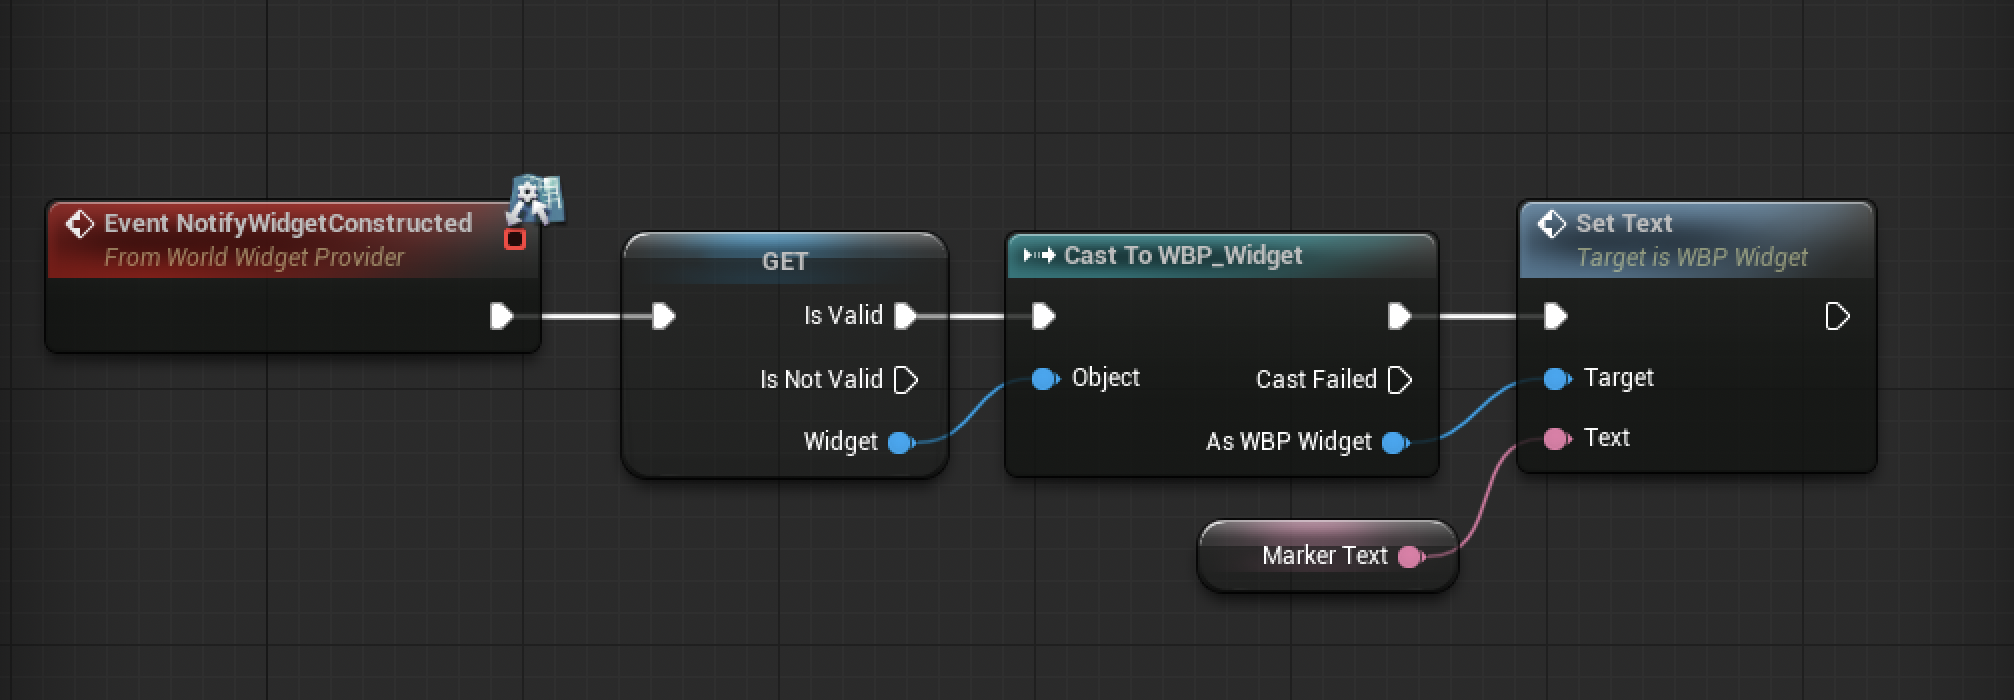 Event NotifyWidgetConstructed
From World Widget Provider
GET
Is Valid
Is Not Valid
Widget
Cast To WBP_Widget
Object
Cast Failed
As WBP Widget
Marker Text
Set Text
Target is WBP Widget
Target
Text